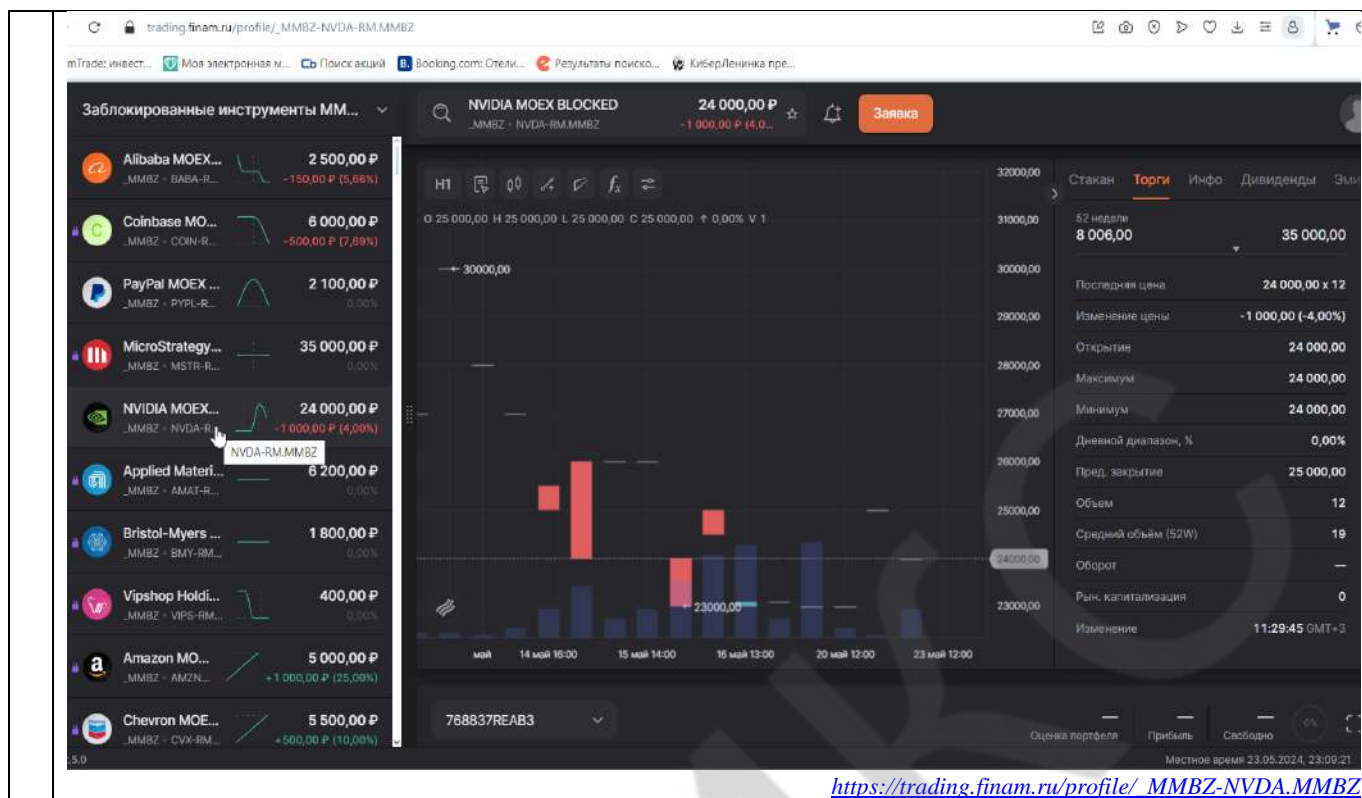 trading.finam.ru/profile/_MMBZ-NVDA-RM.MMBZ
mTrade: инвест... Моя электронная м... Поиск акций Booking.com: Отели... Результаты поиско... КиберЛенинка пре...
Заблокированные инструменты ММ...
NVIDIA MOEX BLOCKED 24 000,00 ₽
_MMBZ · NVDA-RM.MMBZ -1 000,00 ₽ (4,0...
Заявка
Alibaba MOEX... 2 500,00 ₽
_MMBZ · BABA-R... -150,00 ₽ (5,66%)
Coinbase MO... 6 000,00 ₽
_MMBZ · COIN-R... -500,00 ₽ (7,69%)
PayPal MOEX ... 2 100,00 ₽
_MMBZ · PYPL-R... 0,00%
MicroStrategy... 35 000,00 ₽
_MMBZ · MSTR-R... 0,00%
NVIDIA MOEX... 24 000,00 ₽
_MMBZ · NVDA-R... -1 000,00 ₽ (4,00%)
NVDA-RM.MMBZ
Applied Materi... 6 200,00 ₽
_MMBZ · AMAT-R... 0,00%
Bristol-Myers ... 1 800,00 ₽
_MMBZ · BMY-RM... 0,00%
Vipshop Holdi... 400,00 ₽
_MMBZ · VIPS-RM... 0,00%
Amazon MO... 5 000,00 ₽
_MMBZ · AMZN... +1 000,00 ₽ (25,00%)
Chevron MOE... 5 500,00 ₽
_MMBZ · CVX-RM... +500,00 ₽ (10,00%)
H1
O 25 000,00 H 25 000,00 L 25 000,00 C 25 000,00 ↑ 0,00% V 1
30000,00
23000,00
32000,00
31000,00
30000,00
29000,00
28000,00
27000,00
26000,00
25000,00
24000,00
23000,00
май 14 май 16:00 15 май 14:00 16 май 13:00 20 май 12:00 23 май 12:00
Стакан Торги Инфо Дивиденды Эми
52 недели
8 006,00 35 000,00
Последняя цена 24 000,00 x 12
Изменение цены -1 000,00 (-4,00%)
Открытие 24 000,00
Максимум 24 000,00
Минимум 24 000,00
Дневной диапазон, % 0,00%
Пред. закрытие 25 000,00
Объем 12
Средний объём (52W) 19
Оборот —
Рын. капитализация 0
Изменение 11:29:45 GMT+3
768837REAB3
— — — 0%
Оценка портфеля Прибыль Свободно
.5.0 Местное время 23.05.2024, 23:09:21
https://trading.finam.ru/profile/_MMBZ-NVDA.MMBZ